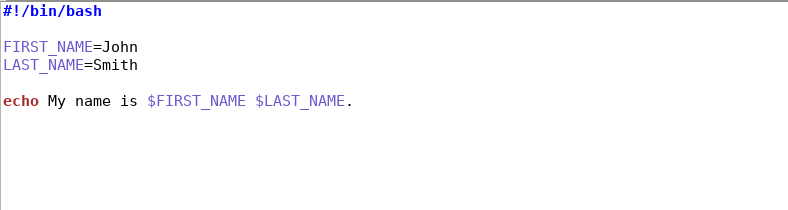 #!/bin/bash
FIRST_NAME=John
LAST_NAME=Smith
echo My name is $FIRST_NAME $LAST_NAME.